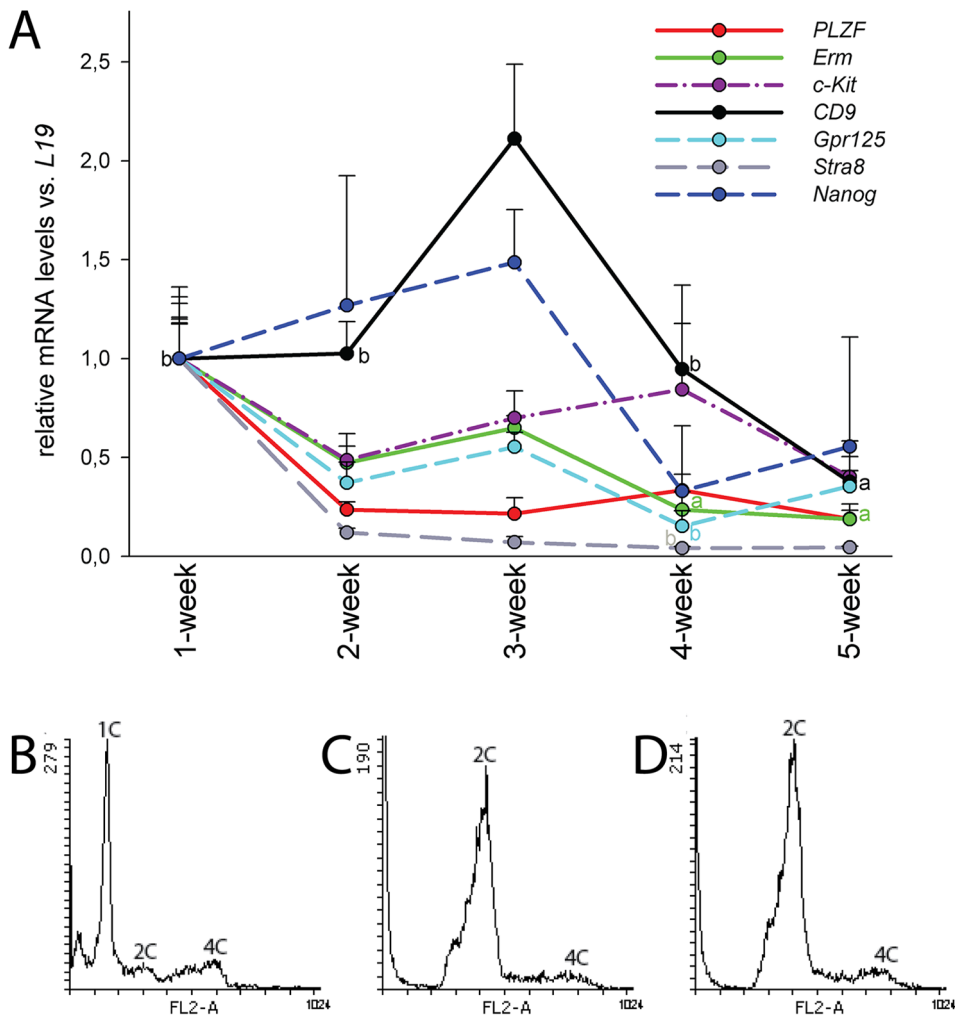 A
relative mRNA levels vs. L19
2,5
2,0
1,5
1,0
0,5
0,0
PLZF
Erm
c-Kit
CD9
Gpr125
Stra8
Nanog
b
b
b
a
b
b
a
a
1-week
2-week
3-week
4-week
5-week
B
279
1C
2C
4C
FL2-A
1024
C
190
2C
4C
FL2-A
1024
D
214
2C
4C
FL2-A
1024